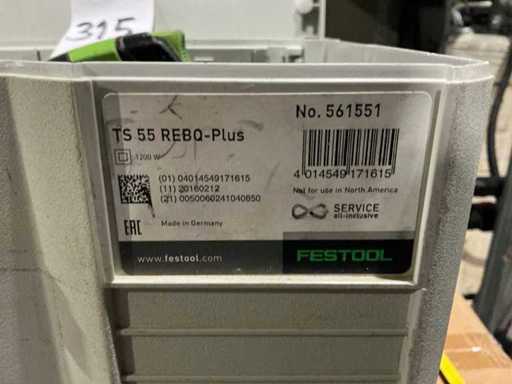 315
TS 55 REBQ-Plus
No. 561551
1200 W
(01) 04014549171615
(11) 20160212
(21) 0050060241040650
4 014549 171615
Not for use in North America
SERVICE
all-inclusive
EAC
Made in Germany
www.festool.com
FESTOOL